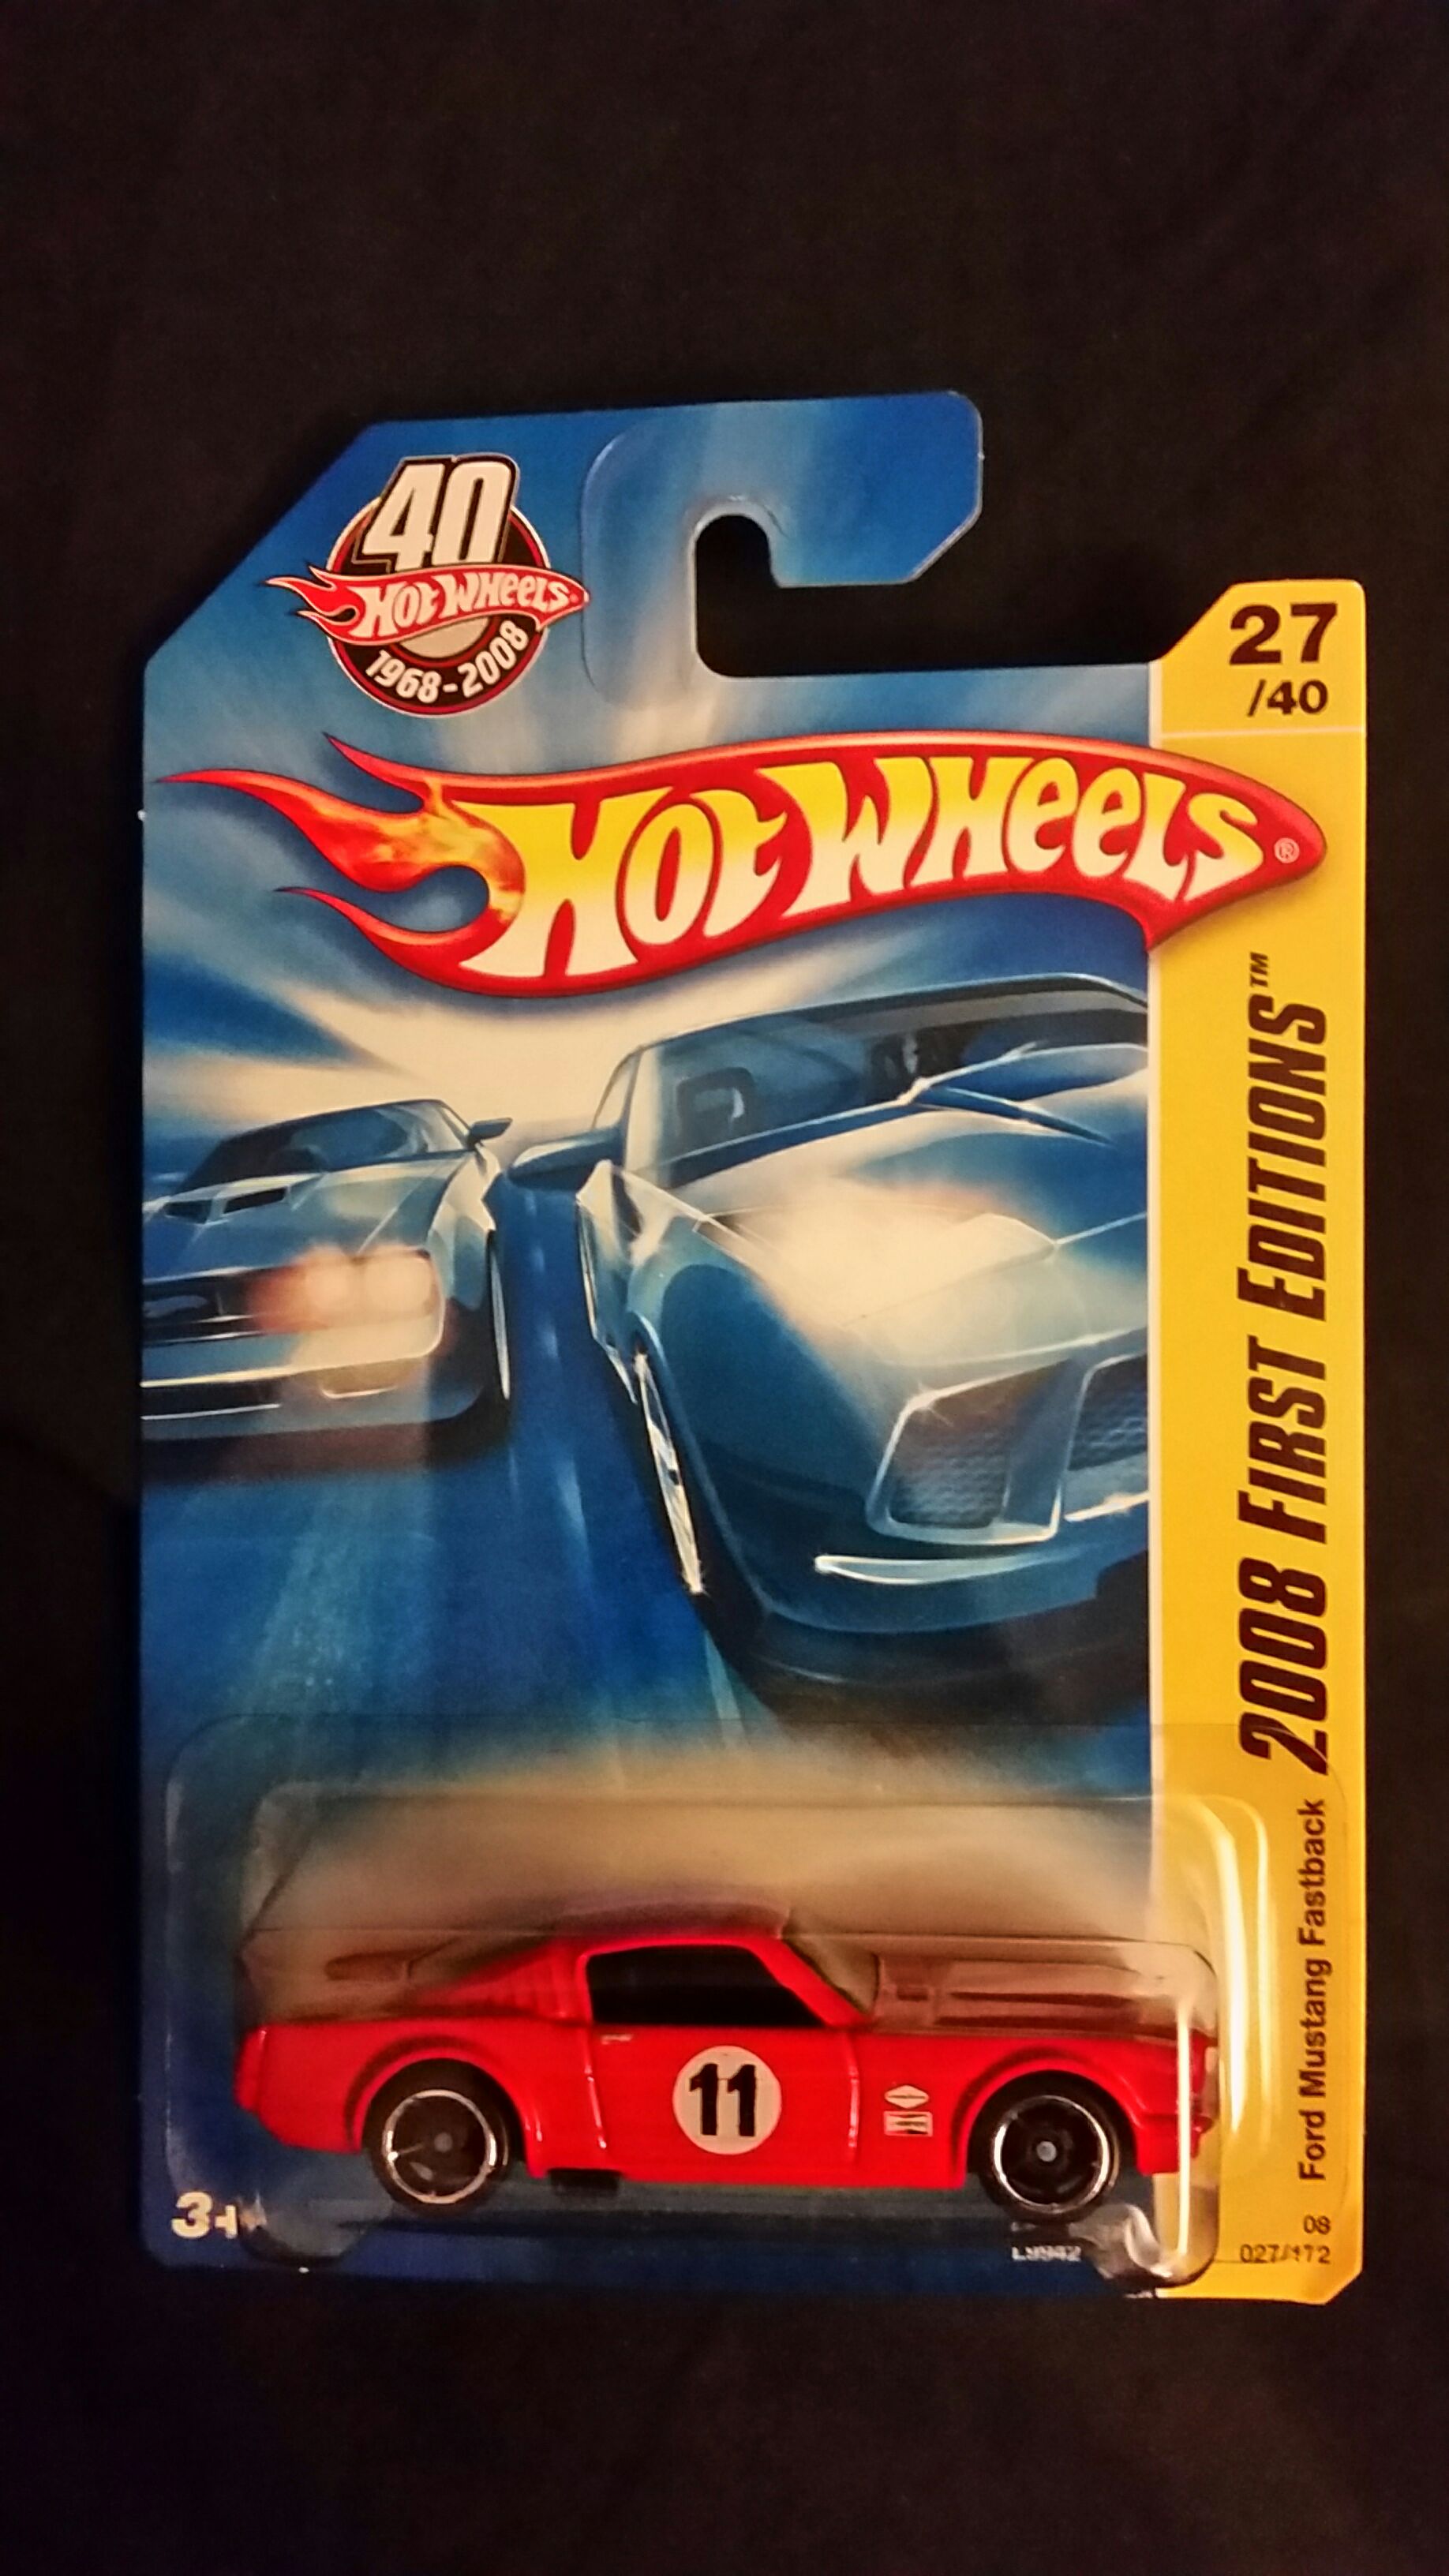 40
HOT WHEELS
1968-2008
27
/40
HOT WHEELS®
2008 FIRST EDITIONS™
Ford Mustang Fastback
11
3+
08
027/172